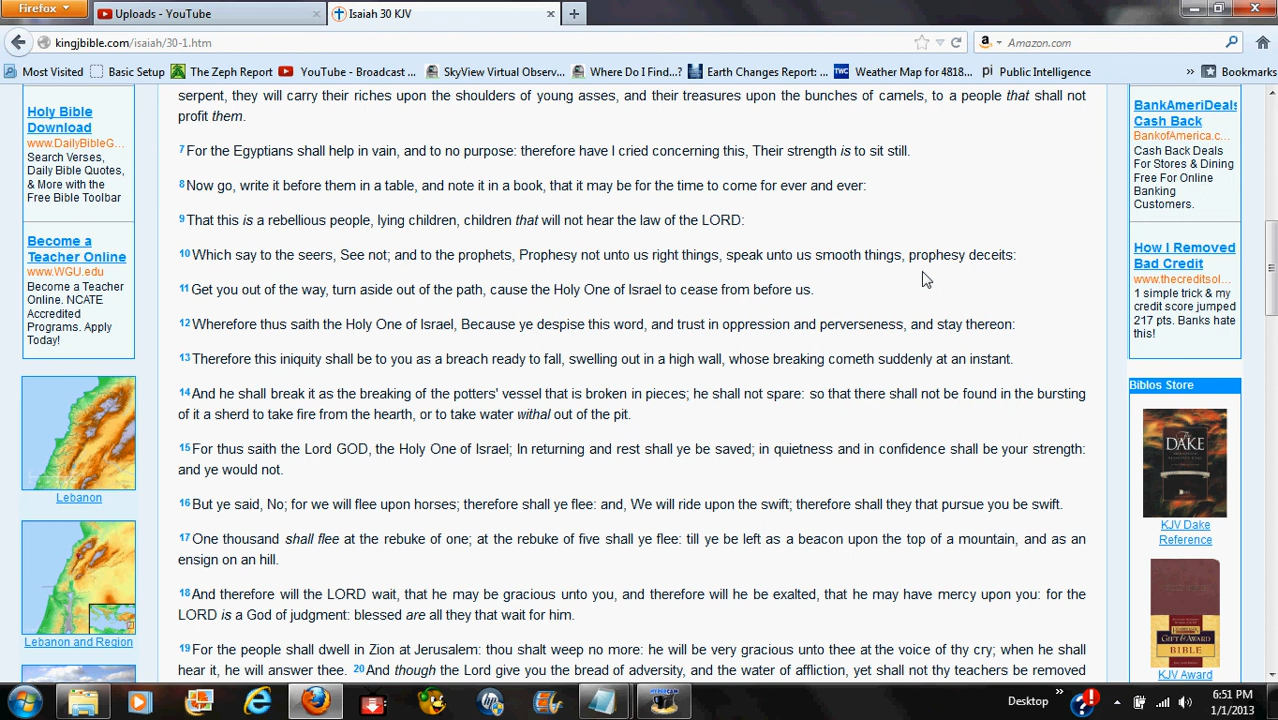 Firefox
Uploads - YouTube
Isaiah 30 KJV
kingjbible.com/isaiah/30-1.htm
Amazon.com
Most Visited
Basic Setup
The Zeph Report
YouTube - Broadcast ...
SkyView Virtual Observ...
Where Do I Find...?
Earth Changes Report: ...
TWC
Weather Map for 4818...
pi Public Intelligence
»
Bookmarks
serpent, they will carry their riches upon the shoulders of young asses, and their treasures upon the bunches of camels, to a people that shall not
profit them.
7 For the Egyptians shall help in vain, and to no purpose: therefore have I cried concerning this, Their strength is to sit still.
8 Now go, write it before them in a table, and note it in a book, that it may be for the time to come for ever and ever:
9 That this is a rebellious people, lying children, children that will not hear the law of the LORD:
10 Which say to the seers, See not; and to the prophets, Prophesy not unto us right things, speak unto us smooth things, prophesy deceits:
11 Get you out of the way, turn aside out of the path, cause the Holy One of Israel to cease from before us.
12 Wherefore thus saith the Holy One of Israel, Because ye despise this word, and trust in oppression and perverseness, and stay thereon:
13 Therefore this iniquity shall be to you as a breach ready to fall, swelling out in a high wall, whose breaking cometh suddenly at an instant.
14 And he shall break it as the breaking of the potters' vessel that is broken in pieces; he shall not spare: so that there shall not be found in the bursting
of it a sherd to take fire from the hearth, or to take water withal out of the pit.
15 For thus saith the Lord GOD, the Holy One of Israel; In returning and rest shall ye be saved; in quietness and in confidence shall be your strength:
and ye would not.
16 But ye said, No; for we will flee upon horses; therefore shall ye flee: and, We will ride upon the swift; therefore shall they that pursue you be swift.
17 One thousand shall flee at the rebuke of one; at the rebuke of five shall ye flee: till ye be left as a beacon upon the top of a mountain, and as an
ensign on an hill.
18 And therefore will the LORD wait, that he may be gracious unto you, and therefore will he be exalted, that he may have mercy upon you: for the
LORD is a God of judgment: blessed are all they that wait for him.
19 For the people shall dwell in Zion at Jerusalem: thou shalt weep no more: he will be very gracious unto thee at the voice of thy cry; when he shall
hear it, he will answer thee. 20 And though the Lord give you the bread of adversity, and the water of affliction, yet shall not thy teachers be removed
Holy Bible
Download
www.DailyBibleG...
Search Verses,
Daily Bible Quotes,
& More with the
Free Bible Toolbar
Become a
Teacher Online
www.WGU.edu
Become a Teacher
Online. NCATE
Accredited
Programs. Apply
Today!
Lebanon
Lebanon and Region
BankAmeriDeals
Cash Back
BankofAmerica.c...
Cash Back Deals
For Stores & Dining
Free For Online
Banking
Customers.
How I Removed
Bad Credit
www.thecreditsol...
1 simple trick & my
credit score jumped
217 pts. Banks hate
this!
Biblos Store
THE
DAKE
KJV Dake
Reference
GIFT & AWARD
BIBLE
KJV Award
Desktop
»
6:51 PM
1/1/2013